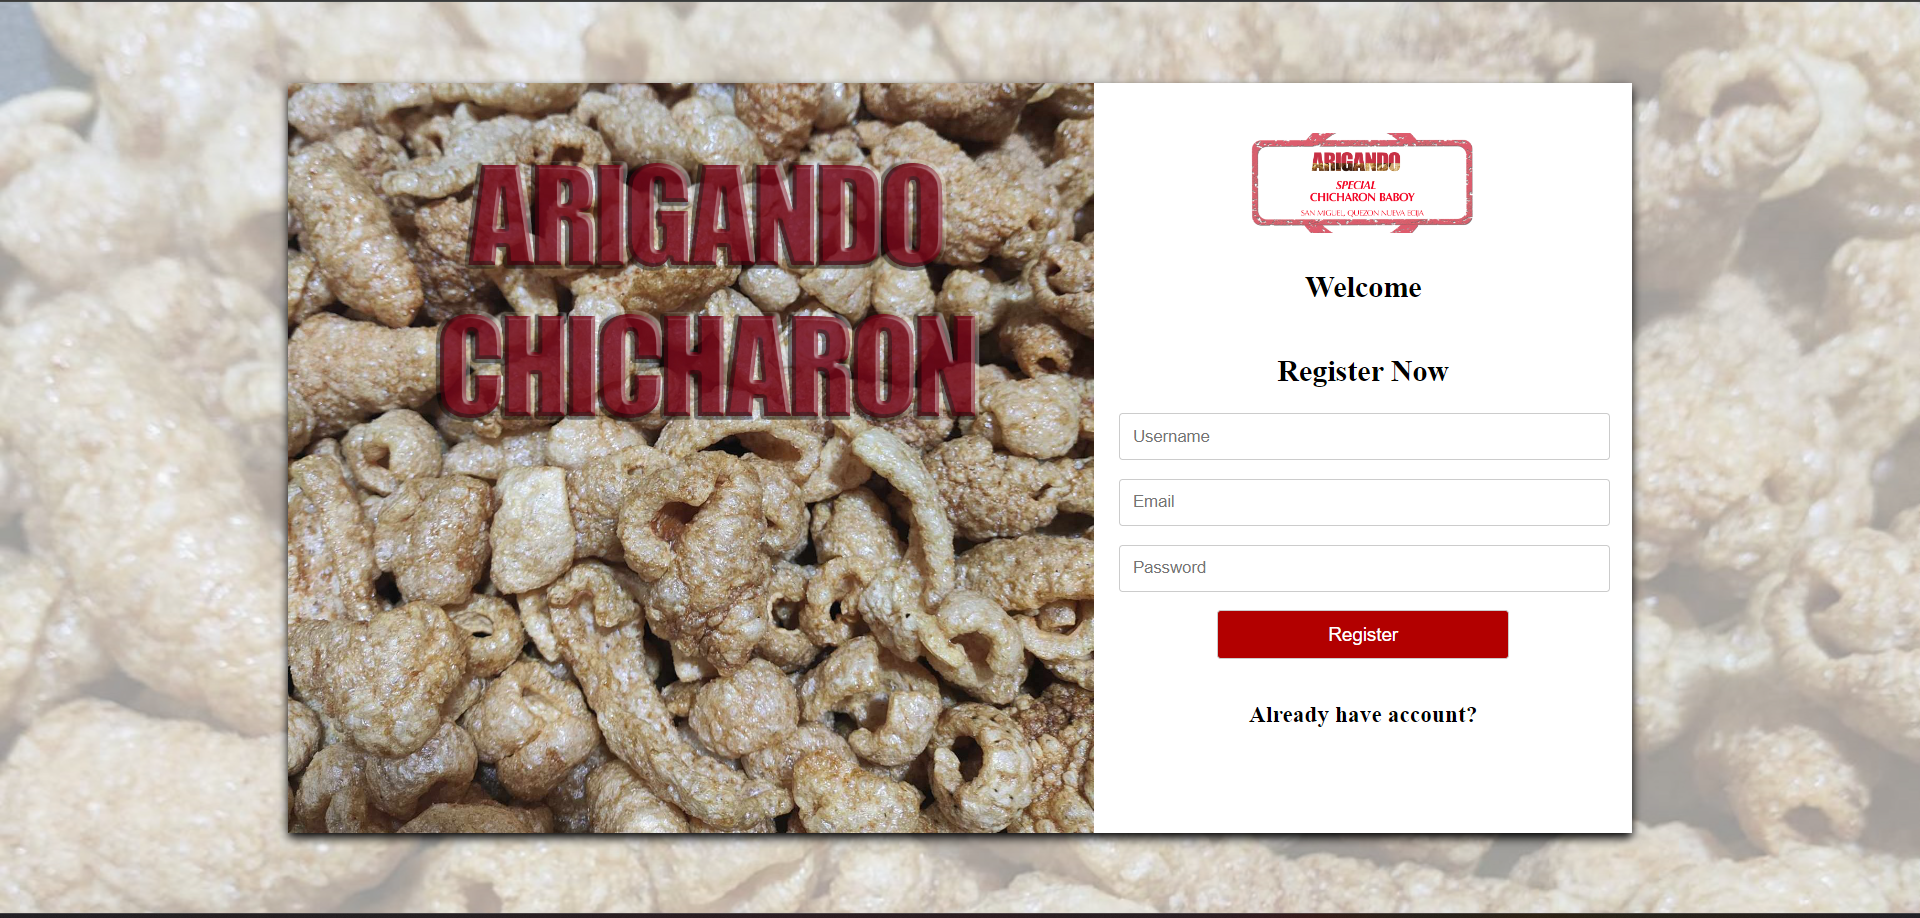 ARIGANDO
CHICHARON
ARIGANDO
SPECIAL
CHICHARON BABOY
SAN MIGUEL, QUEZON NUEVA ECIJA
Welcome
Register Now
Username
Email
Password
Register
Already have account?